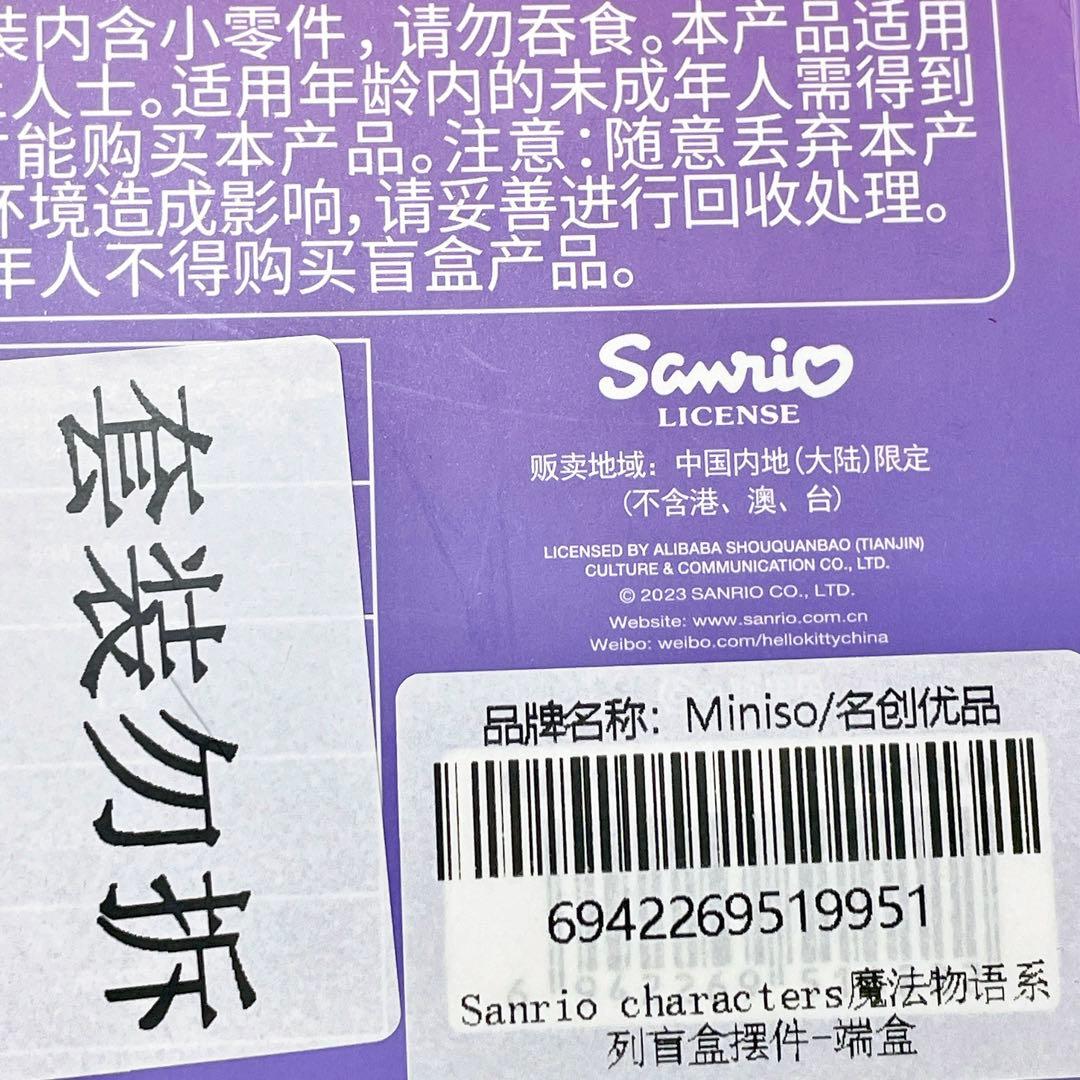 装内含小零件，请勿吞食。本产品适用
人士。适用年龄内的未成年人需得到
能购买本产品。注意：随意丢弃本产
环境造成影响，请妥善进行回收处理。
年人不得购买盲盒产品。
套装勿拆
Sanrio
LICENSE
贩卖地域：中国内地(大陆)限定
(不含港、澳、台)
LICENSED BY ALIBABA SHOUQUANBAO (TIANJIN)
CULTURE & COMMUNICATION CO., LTD.
© 2023 SANRIO CO., LTD.
Website: www.sanrio.com.cn
Weibo: weibo.com/hellokittychina
品牌名称：Miniso/名创优品
6942269519951
Sanrio characters魔法物语系
列盲盒摆件-端盒